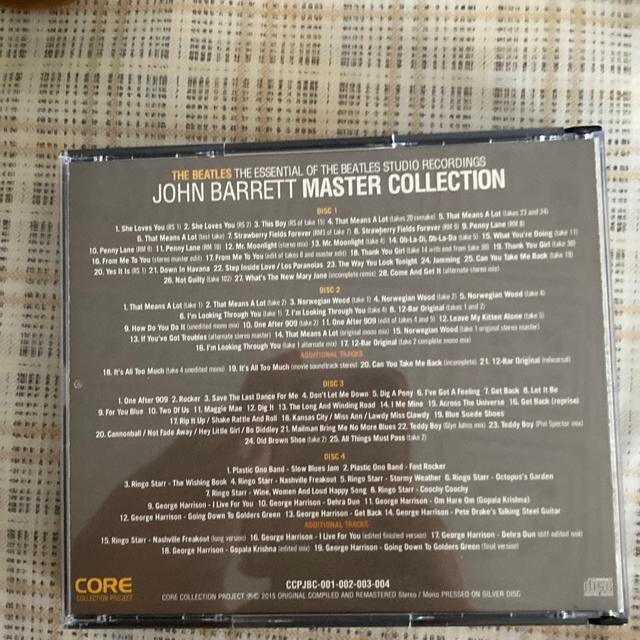 THE BEATLES THE ESSENTIAL OF THE BEATLES STUDIO RECORDINGS
JOHN BARRETT MASTER COLLECTION
DISC 1
1. She Loves You (RS 1) 2. She Loves You (RS 2) 3. This Boy (RS of take 15) 4. That Means A Lot (takes 20 remake) 5. That Means A Lot (takes 23 and 24)
6. That Means A Lot (test take) 7. Strawberry Fields Forever (RM1 of take 7) 8. Strawberry Fields Forever (RM 9) 9. Penny Lane (RM 8)
10. Penny Lane (RM 9) 11. Penny Lane (RM 10) 12. Mr. Moonlight (stereo mix) 13. Mr. Moonlight (take 4) 14. Ob-La-Di, Ob-La-Da (take 5) 15. What You're Doing (take 11)
16. From Me To You (stereo master edit) 17. From Me To You (edit of takes 8 and master edit) 18. Thank You Girl (take 14 with end from take 30) 19. Thank You Girl (take 30)
20. Yes It Is (RS 1) 21. Down In Havana 22. Step Inside Love / Los Paranoias 23. The Way You Look Tonight 24. Jamming 25. Can You Take Me Back (take 19)
26. Not Guilty (take 102) 27. What's The New Mary Jane (incomplete remix) 28. Come And Get It (alternate stereo mix)
DISC 2
1. That Means A Lot (take 1) 2. That Means A Lot (take 2) 3. Norwegian Wood (take 1) 4. Norwegian Wood (take 2) 5. Norwegian Wood (take 4)
6. I'm Looking Through You (take 1) 7. I'm Looking Through You (take 4) 8. 12-Bar Original (takes 1 and 2)
9. How Do You Do It (unedited mono mix) 10. One After 909 (take 2) 11. One After 909 (edit of takes 4 and 5) 12. Leave My Kitten Alone (take 5)
13. If You've Got Troubles (alternate stereo master) 14. That Means A Lot (original mono mix) 15. Norwegian Wood (take 1 original stereo master)
16. I'm Looking Through You (take 1 alternate mix) 17. 12-Bar Original (take 2 complete mono mix)
ADDITIONAL TRACKS
18. It's All Too Much (take 4 unedited mono) 19. It's All Too Much (movie soundtrack stereo) 20. Can You Take Me Back (incomplete) 21. 12-Bar Original (rehearsal)
DISC 3
1. One After 909 2. Rocker 3. Save The Last Dance For Me 4. Don't Let Me Down 5. Dig A Pony 6. I've Got A Feeling 7. Get Back 8. Let It Be
9. For You Blue 10. Two Of Us 11. Maggie Mae 12. Dig It 13. The Long And Winding Road 14. I Me Mine 15. Across The Universe 16. Get Back (reprise)
17. Rip It Up / Shake Rattle And Roll 18. Kansas City / Miss Ann / Lawdy Miss Clawdy 19. Blue Suede Shoes
20. Cannonball / Not Fade Away / Hey Little Girl / Bo Diddley 21. Mailman Bring Me No More Blues 22. Teddy Boy (Glyn Johns mix) 23. Teddy Boy (Phil Spector mix)
24. Old Brown Shoe (take 2) 25. All Things Must Pass (take 2)
DISC 4
1. Plastic Ono Band - Slow Blues Jam 2. Plastic Ono Band - Fast Rocker
3. Ringo Starr - The Wishing Book 4. Ringo Starr - Nashville Freakout 5. Ringo Starr - Stormy Weather 6. Ringo Starr - Octopus's Garden
7. Ringo Starr - Wine, Women And Loud Happy Song 8. Ringo Starr - Coochy Coochy
9. George Harrison - I Live For You 10. George Harrison - Dehra Dun 11. George Harrison - Om Hare Om (Gopala Krishna)
12. George Harrison - Going Down To Golders Green 13. George Harrison - Get Back 14. George Harrison - Pete Drake's Talking Steel Guitar
ADDITIONAL TRACKS
15. Ringo Starr - Nashville Freakout (long version) 16. George Harrison - I Live For You (edited finished version) 17. George Harrison - Dehra Dun (diff edited mix)
18. George Harrison - Gopala Krishna (edited mix) 19. George Harrison - Going Down To Golders Green (final version)
CORE
COLLECTION PROJECT
CCPJBC-001-002-003-004
CORE COLLECTION PROJECT ℗© 2015 ORIGINAL COMPILED AND REMASTERED Stereo / Mono PRESSED ON SILVER DISC